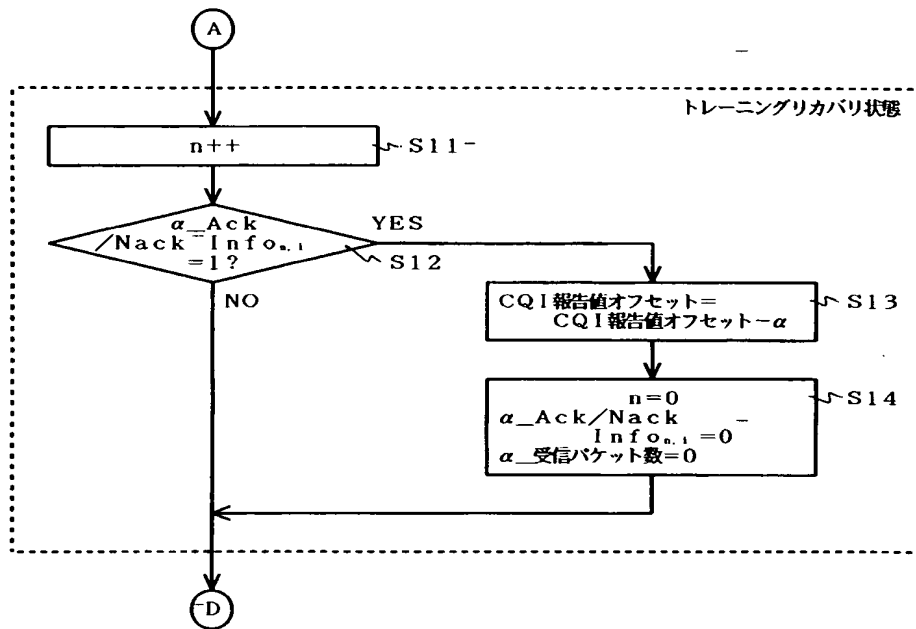 A
トレーニングリカバリ状態
n++
S11
α_Ack
/Nack Info n,i
=1?
YES
S12
NO
CQI報告値オフセット=
CQI報告値オフセット-α
S13
n=0
α_Ack/Nack
Info n,i =0
α_受信パケット数=0
S14
D